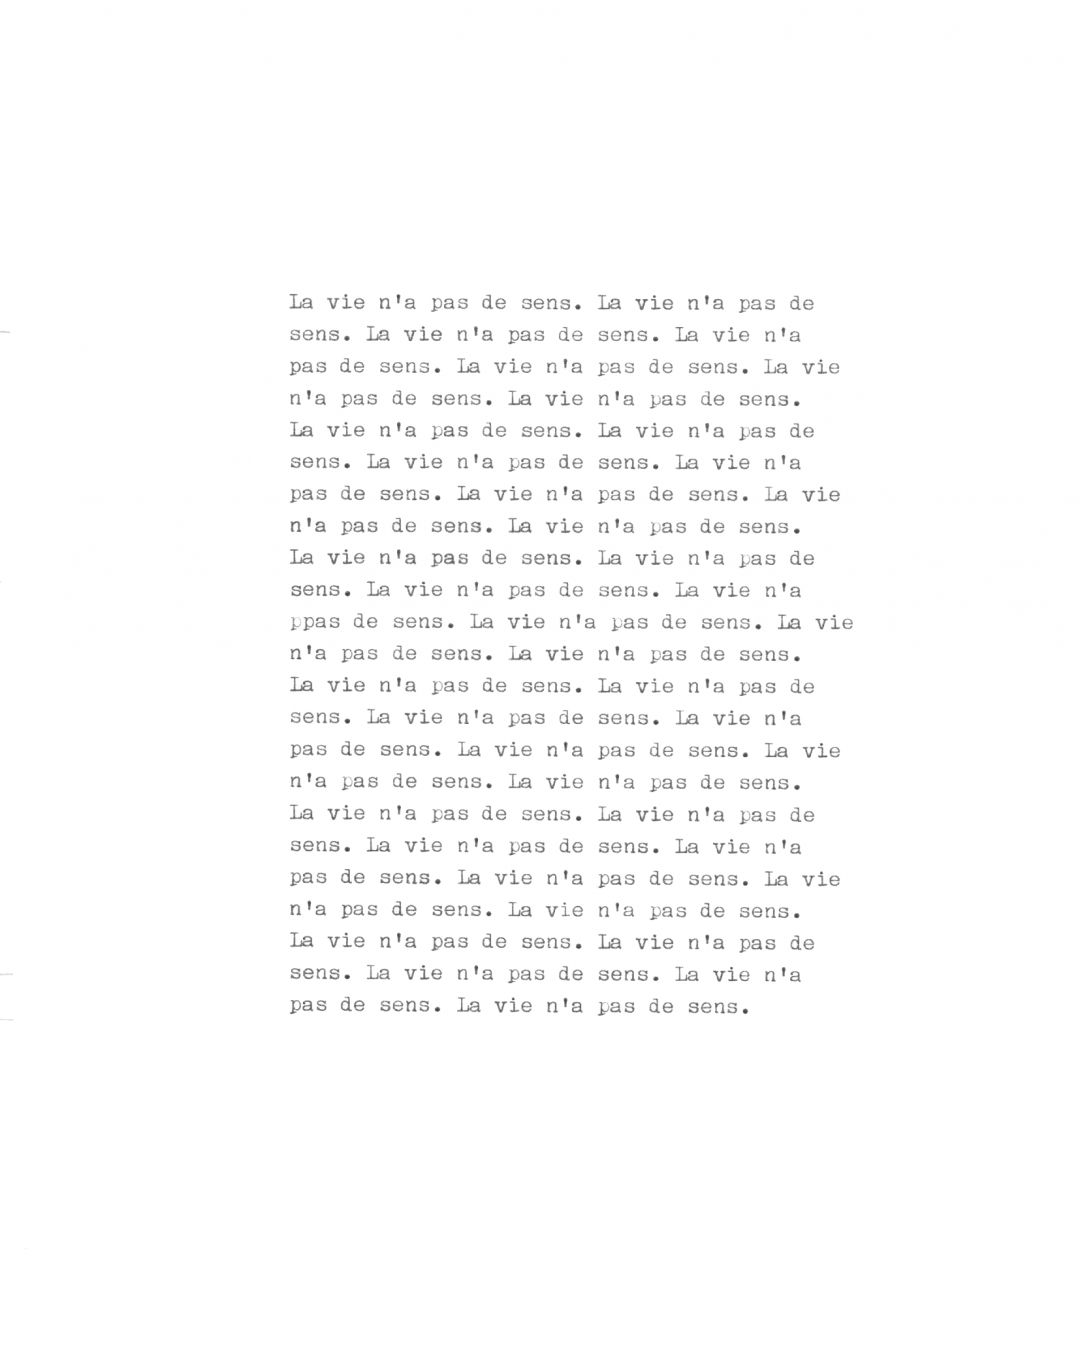 La vie n'a pas de sens. La vie n'a pas de
sens. La vie n'a pas de sens. La vie n'a
pas de sens. La vie n'a pas de sens. La vie
n'a pas de sens. La vie n'a pas de sens.
La vie n'a pas de sens. La vie n'a pas de
sens. La vie n'a pas de sens. La vie n'a
pas de sens. La vie n'a pas de sens. La vie
n'a pas de sens. La vie n'a pas de sens.
La vie n'a pas de sens. La vie n'a pas de
sens. La vie n'a pas de sens. La vie n'a
ppas de sens. La vie n'a pas de sens. La vie
n'a pas de sens. La vie n'a pas de sens.
La vie n'a pas de sens. La vie n'a pas de
sens. La vie n'a pas de sens. La vie n'a
pas de sens. La vie n'a pas de sens. La vie
n'a pas de sens. La vie n'a pas de sens.
La vie n'a pas de sens. La vie n'a pas de
sens. La vie n'a pas de sens. La vie n'a
pas de sens. La vie n'a pas de sens. La vie
n'a pas de sens. La vie n'a pas de sens.
La vie n'a pas de sens. La vie n'a pas de
sens. La vie n'a pas de sens. La vie n'a
pas de sens. La vie n'a pas de sens.